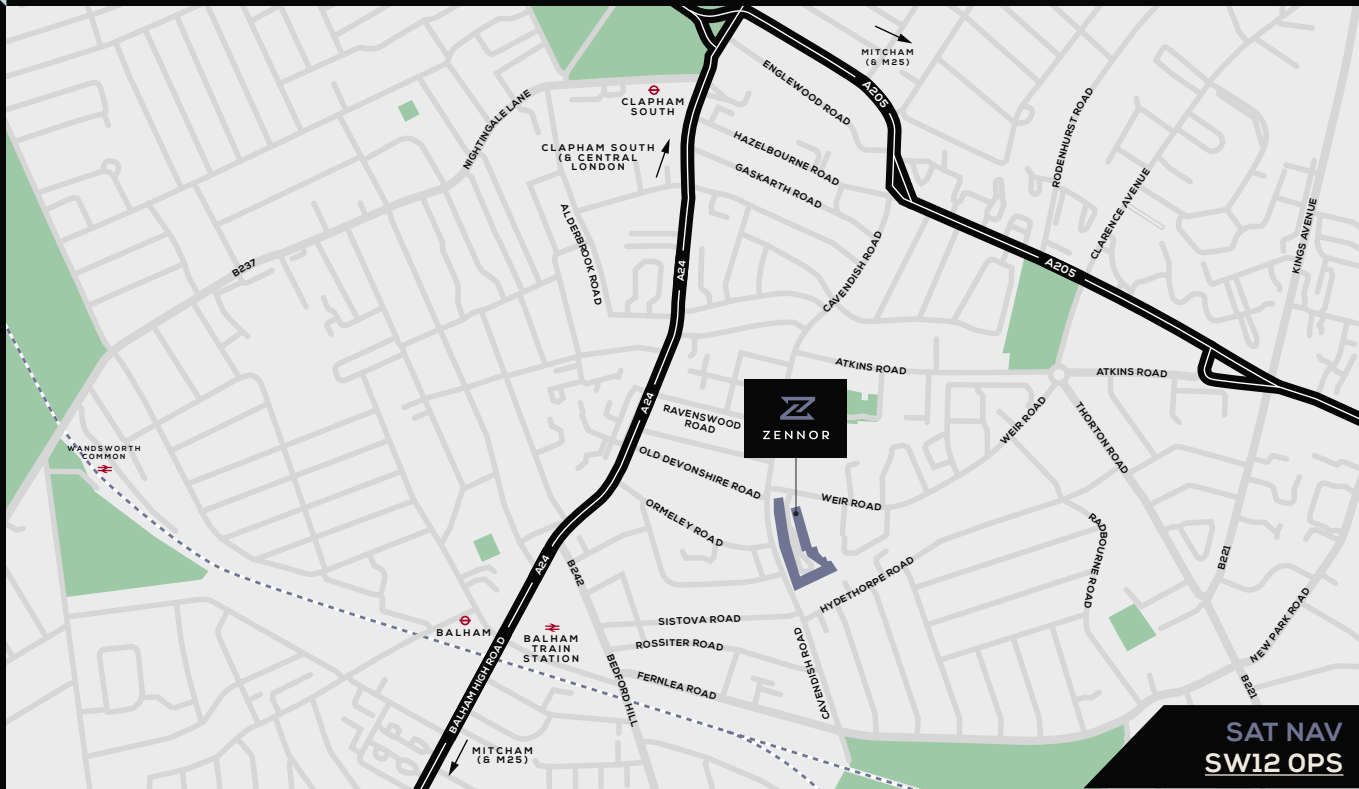 MITCHAM
(& M25)
ENGLEWOOD ROAD
A205
RODENHURST ROAD
NIGHTINGALE LANE
CLAPHAM
SOUTH
CLAPHAM SOUTH
(& CENTRAL
LONDON
HAZELBOURNE ROAD
GASKARTH ROAD
CLARENCE AVENUE
KINGS AVENUE
ALDERBROOK ROAD
CAVENDISH ROAD
B237
A24
A205
ATKINS ROAD
ATKINS ROAD
A24
RAVENSWOOD
ROAD
ZENNOR
WEIR ROAD
THORTON ROAD
WANDSWORTH
COMMON
OLD DEVONSHIRE ROAD
WEIR ROAD
ORMELEY ROAD
RADBOURNE ROAD
A24
B242
B221
HYDETHORPE ROAD
NEW PARK ROAD
BALHAM
BALHAM
TRAIN
STATION
SISTOVA ROAD
ROSSITER ROAD
FERNLEA ROAD
BALHAM HIGH ROAD
BEDFORD HILL
CAVENDISH ROAD
B221
MITCHAM
(& M25)
SAT NAV
SW12 0PS